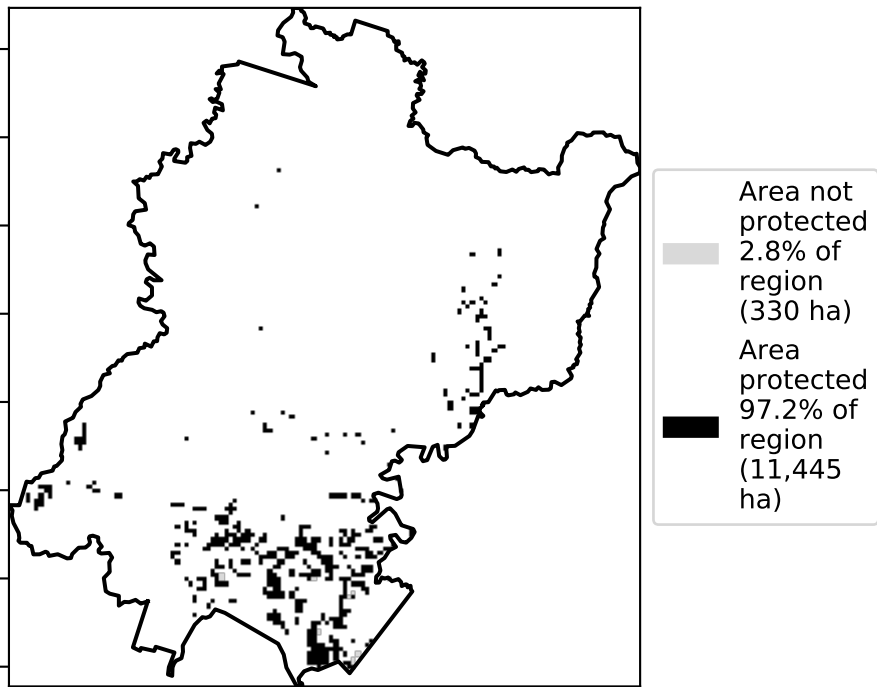 Area not
protected
2.8% of
region
(330 ha)
Area
protected
97.2% of
region
(11,445
ha)